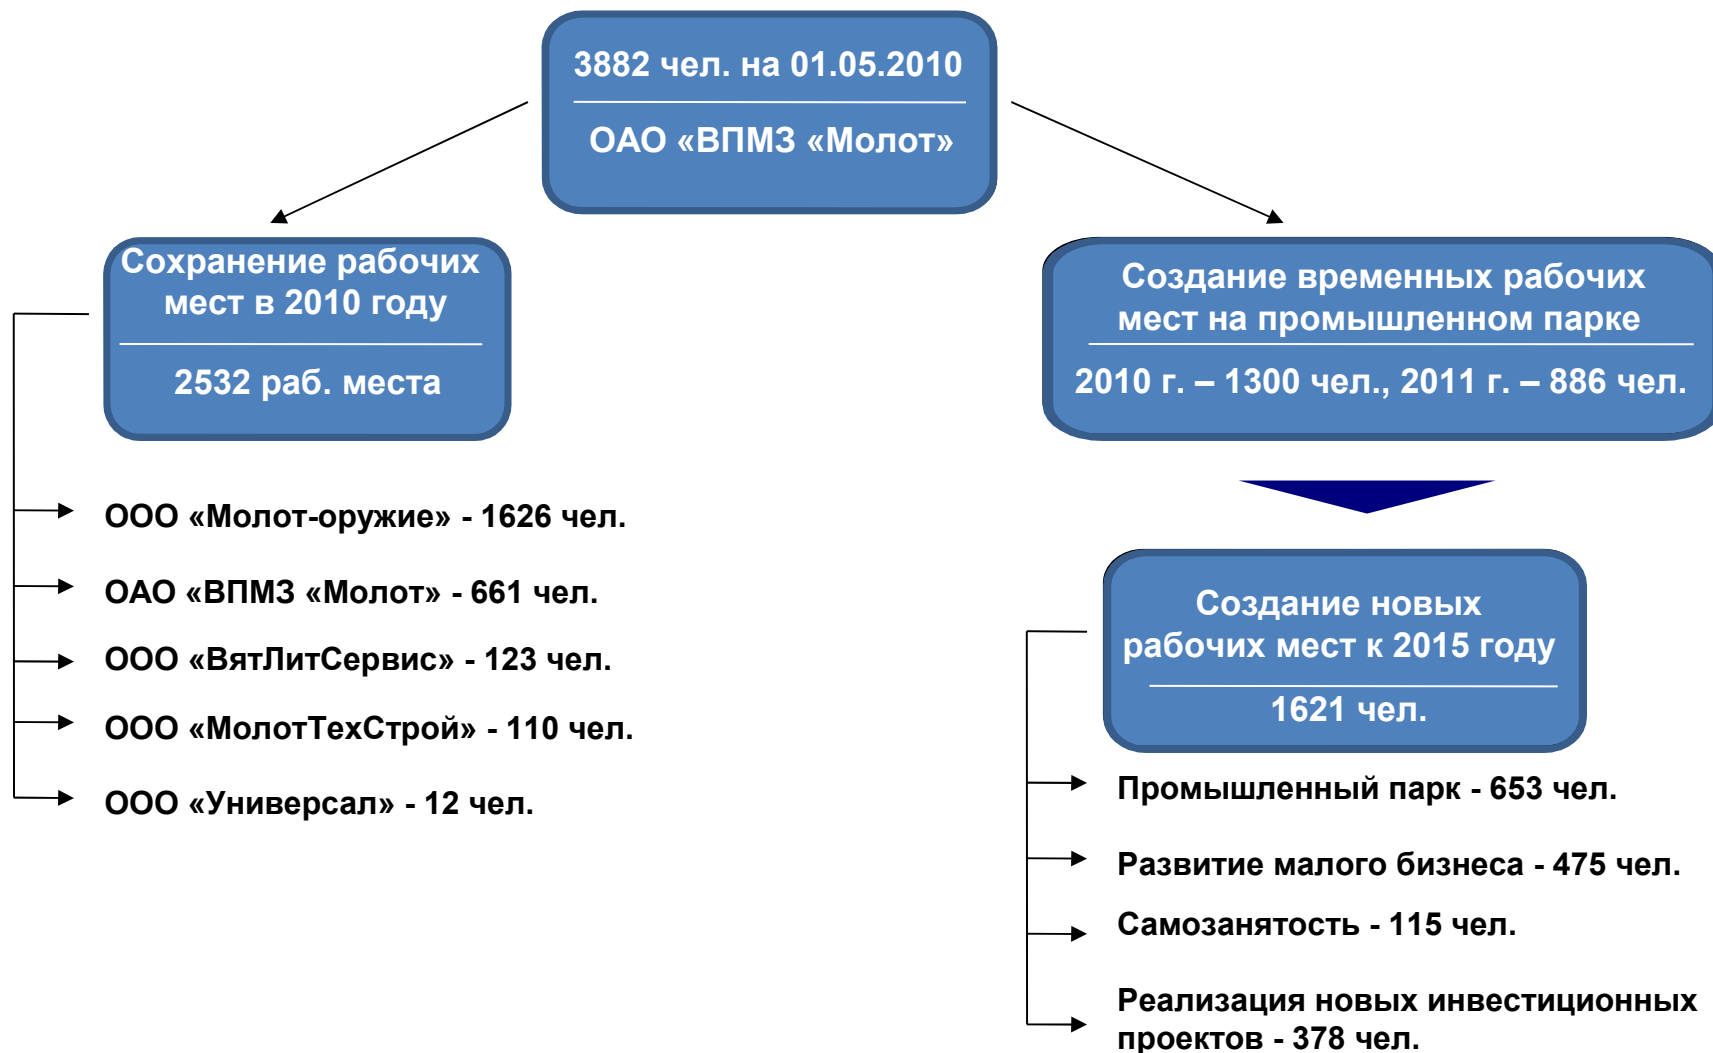 3882 чел. на 01.05.2010
ОАО «ВПМЗ «Молот»
Сохранение рабочих
мест в 2010 году
2532 раб. места
ООО «Молот-оружие» - 1626 чел.
ОАО «ВПМЗ «Молот» - 661 чел.
ООО «ВятЛитСервис» - 123 чел.
ООО «МолотТехСтрой» - 110 чел.
ООО «Универсал» - 12 чел.
Создание временных рабочих
мест на промышленном парке
2010 г. – 1300 чел., 2011 г. – 886 чел.
Создание новых
рабочих мест к 2015 году
1621 чел.
Промышленный парк - 653 чел.
Развитие малого бизнеса - 475 чел.
Самозанятость - 115 чел.
Реализация новых инвестиционных
проектов - 378 чел.